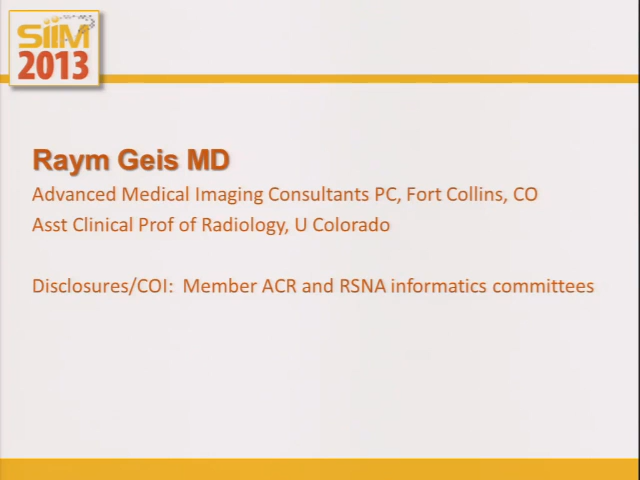 SiiM
2013
Raym Geis MD
Advanced Medical Imaging Consultants PC, Fort Collins, CO
Asst Clinical Prof of Radiology, U Colorado
Disclosures/COI:  Member ACR and RSNA informatics committees